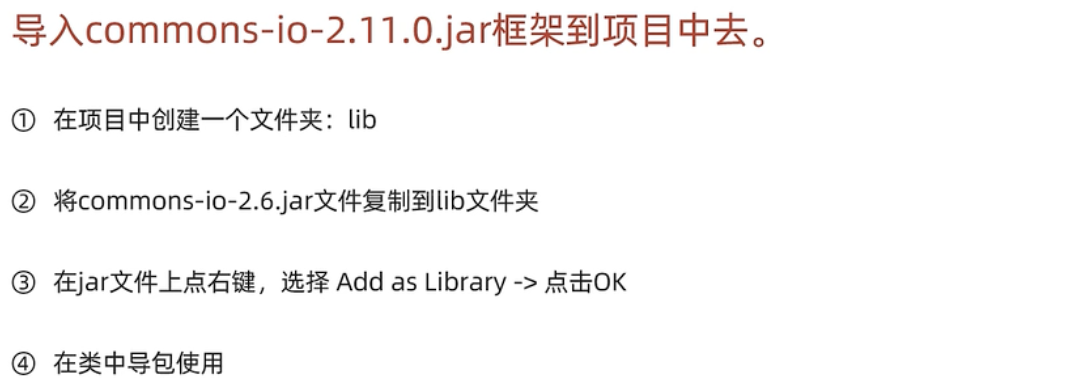 导入commons-io-2.11.0.jar框架到项目中去。
① 在项目中创建一个文件夹：lib
② 将commons-io-2.6.jar文件复制到lib文件夹
③ 在jar文件上点右键，选择 Add as Library -> 点击OK
④ 在类中导包使用